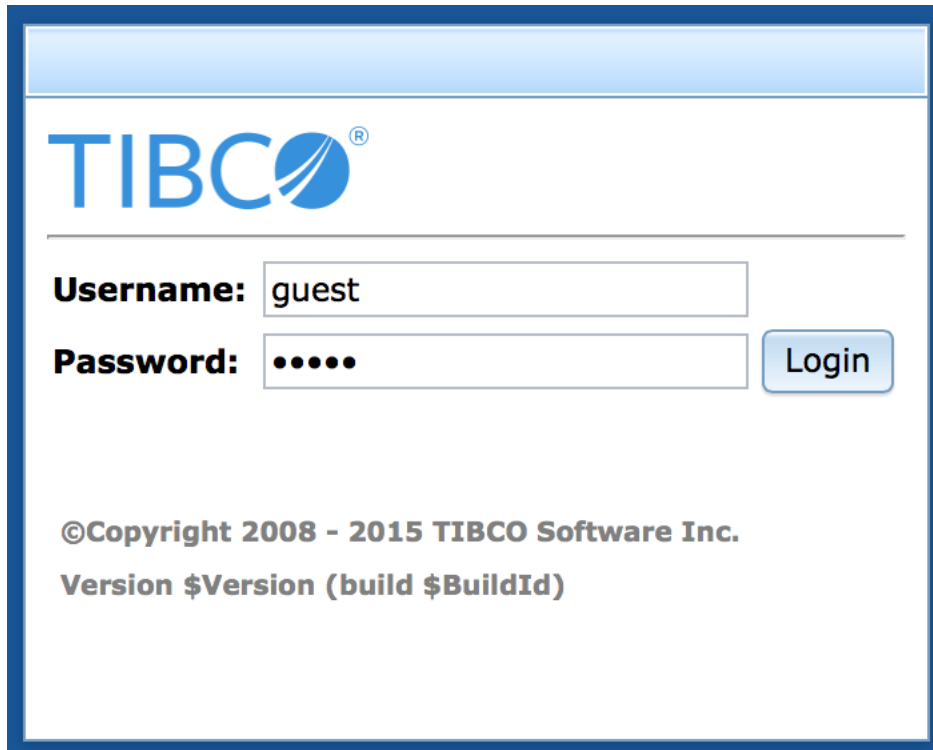 TIBCO®
Username: guest
Password: •••••
Login
©Copyright 2008 - 2015 TIBCO Software Inc.
Version $Version (build $BuildId)